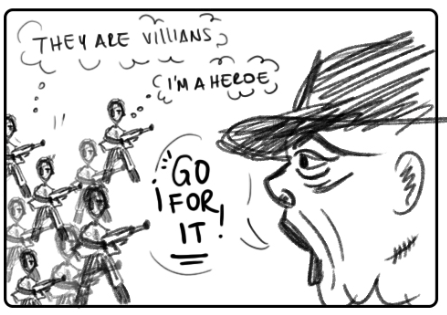 THEY ARE VILLIANS
I'M A HEROE
¡GO
FOR
IT!